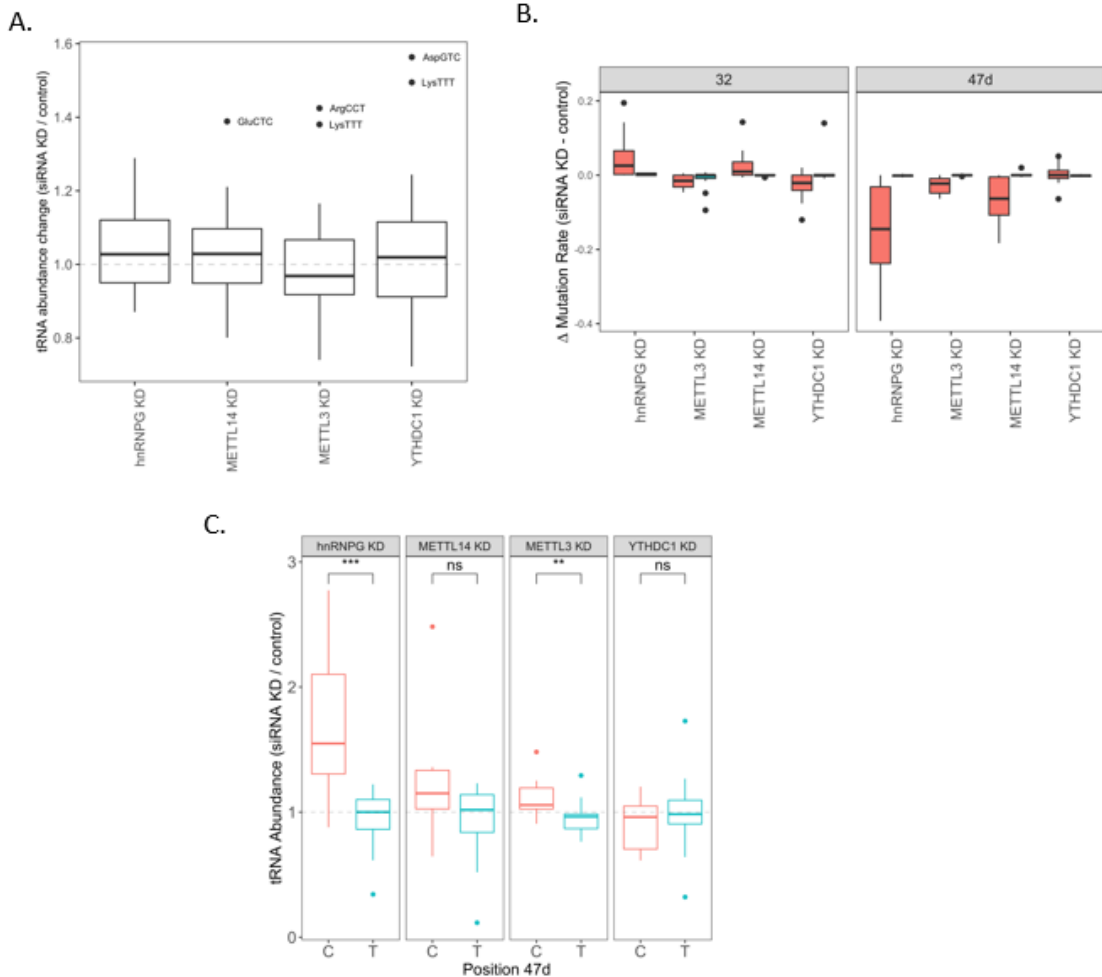 A.
tRNA abundance change (siRNA KD / control)
1.6
1.4
1.2
1.0
0.8
AspGTC
LysTTT
ArgCCT
GluCTC
LysTTT
hnRNPG KD
METTL14 KD
METTL3 KD
YTHDC1 KD
B.
Δ Mutation Rate (siRNA KD - control)
32
47d
0.2
0.0
-0.2
-0.4
hnRNPG KD
METTL3 KD
METTL14 KD
YTHDC1 KD
hnRNPG KD
METTL3 KD
METTL14 KD
YTHDC1 KD
C.
tRNA Abundance (siRNA KD / control)
hnRNPG KD
METTL14 KD
METTL3 KD
YTHDC1 KD
3
2
1
0
***
ns
**
ns
C T C T C T C T
Position 47d